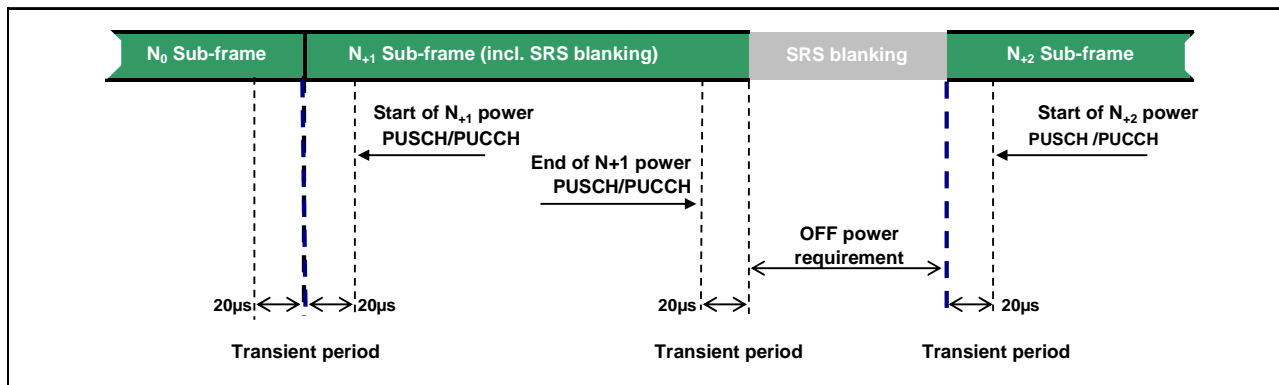 N₀ Sub-frame
N₊₁ Sub-frame (incl. SRS blanking)
SRS blanking
N₊₂ Sub-frame
Start of N₊₁ power
PUSCH/PUCCH
End of N+1 power
PUSCH/PUCCH
Start of N₊₂ power
PUSCH /PUCCH
OFF power
requirement
20µs
20µs
20µs
20µs
Transient period
Transient period
Transient period